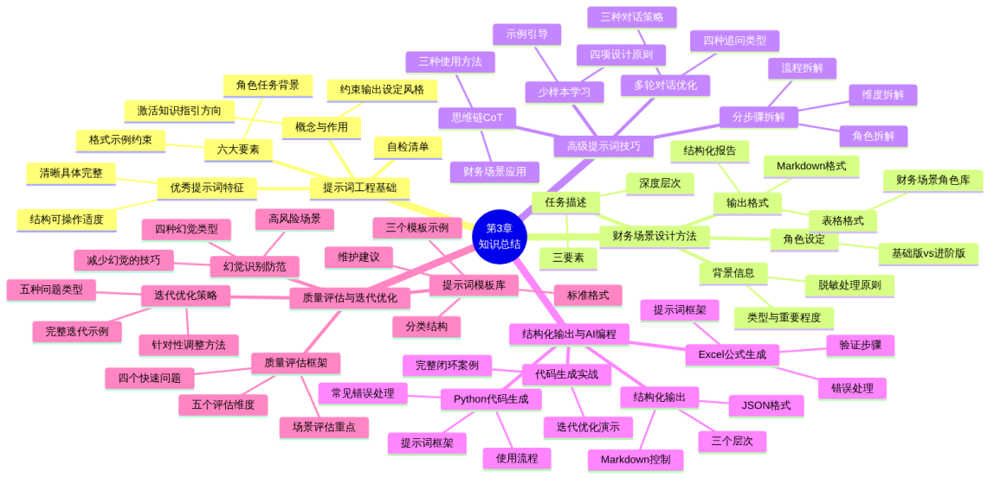 第3章
知识总结
提示词工程基础
概念与作用
激活知识指引方向
约束输出设定风格
六大要素
角色任务背景
格式示例约束
优秀提示词特征
清晰具体完整
结构可操作适度
自检清单
高级提示词技巧
思维链CoT
三种使用方法
财务场景应用
少样本学习
示例引导
四项设计原则
多轮对话优化
三种对话策略
四种追问类型
分步骤拆解
流程拆解
维度拆解
角色拆解
财务场景设计方法
任务描述
深度层次
三要素
输出格式
结构化报告
Markdown格式
表格格式
角色设定
财务场景角色库
基础版vs进阶版
背景信息
脱敏处理原则
类型与重要程度
结构化输出与AI编程
Excel公式生成
提示词框架
验证步骤
错误处理
结构化输出
JSON格式
三个层次
Markdown控制
代码生成实战
完整闭环案例
迭代优化演示
Python代码生成
常见错误处理
提示词框架
使用流程
质量评估与迭代优化
提示词模板库
三个模板示例
维护建议
标准格式
分类结构
幻觉识别防范
四种幻觉类型
高风险场景
减少幻觉的技巧
迭代优化策略
五种问题类型
完整迭代示例
针对性调整方法
质量评估框架
四个快速问题
五个评估维度
场景评估重点